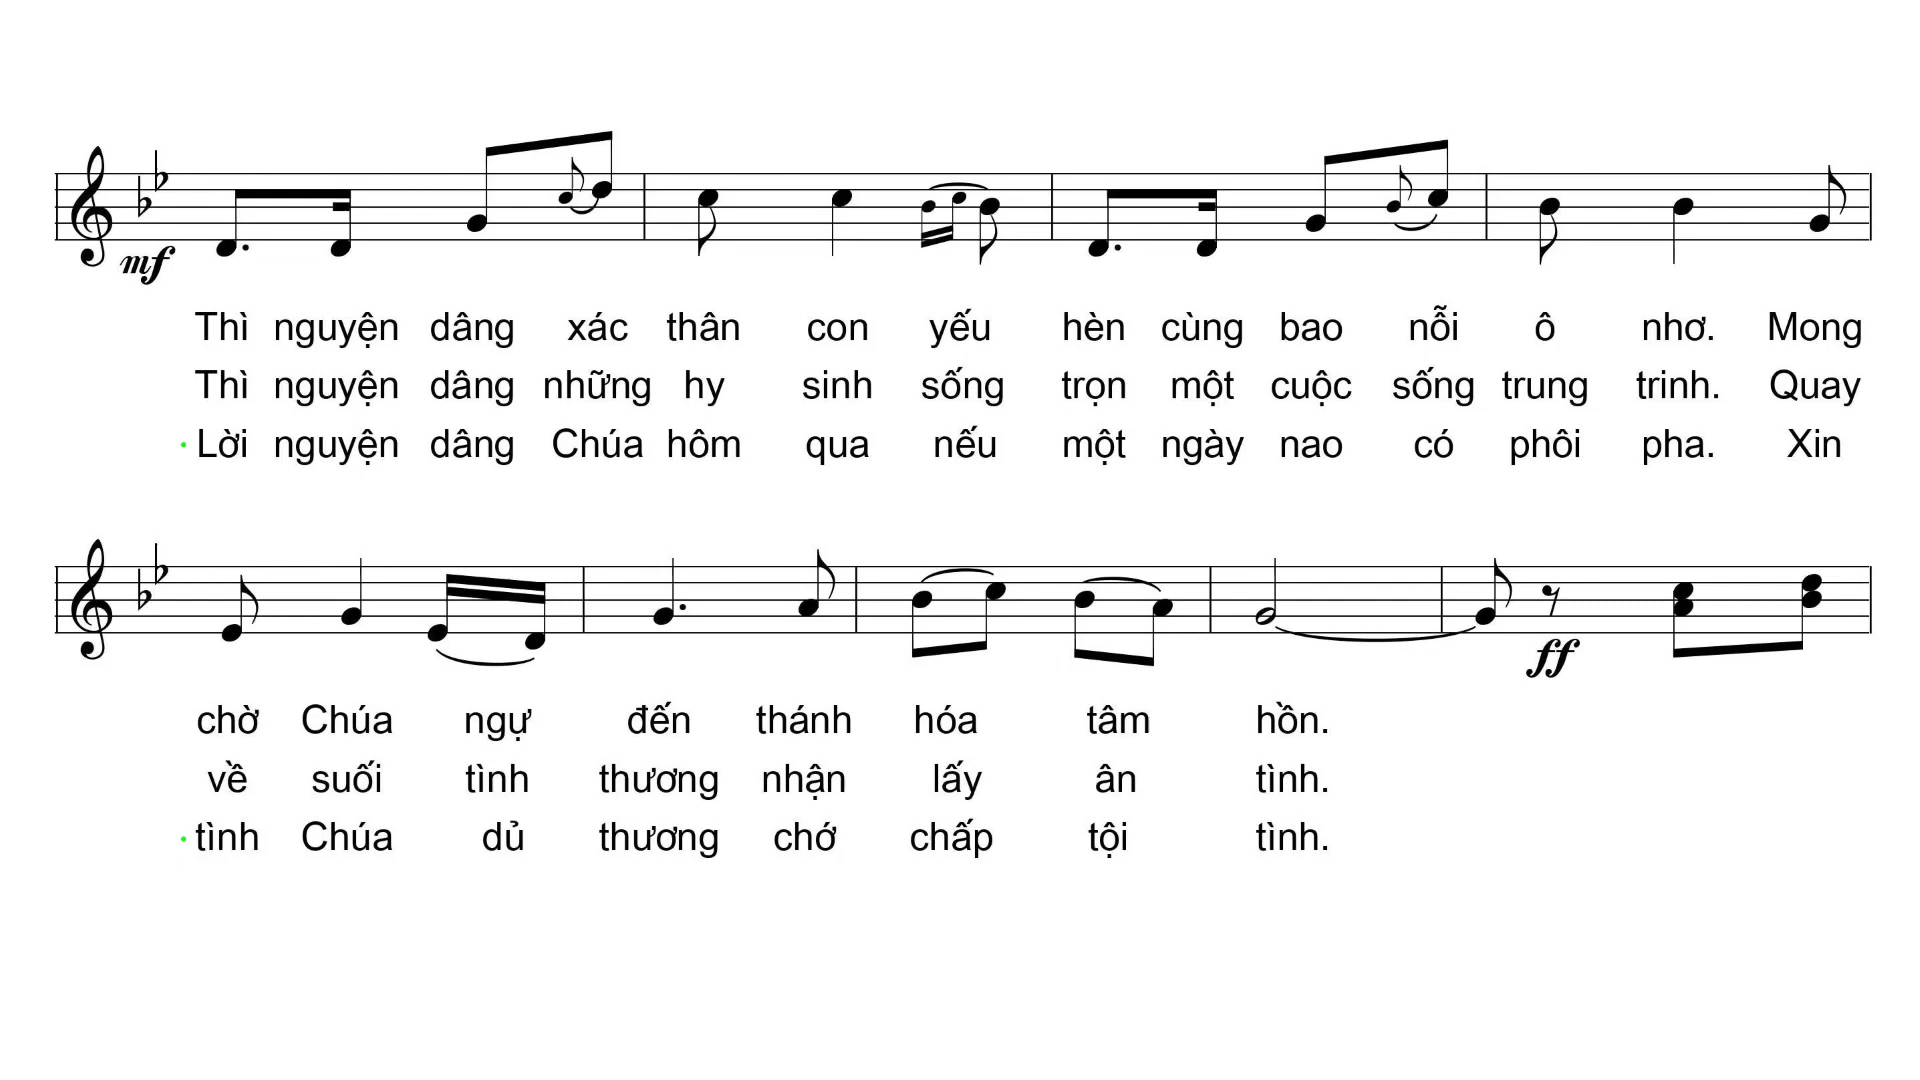 mf
Thì nguyện dâng xác thân con yếu hèn cùng bao nỗi ô nhơ. Mong
Thì nguyện dâng những hy sinh sống trọn một cuộc sống trung trinh. Quay
Lời nguyện dâng Chúa hôm qua nếu một ngày nao có phôi pha. Xin
ff
chờ Chúa ngự đến thánh hóa tâm hồn.
về suối tình thương nhận lấy ân tình.
tình Chúa dủ thương chớ chấp tội tình.